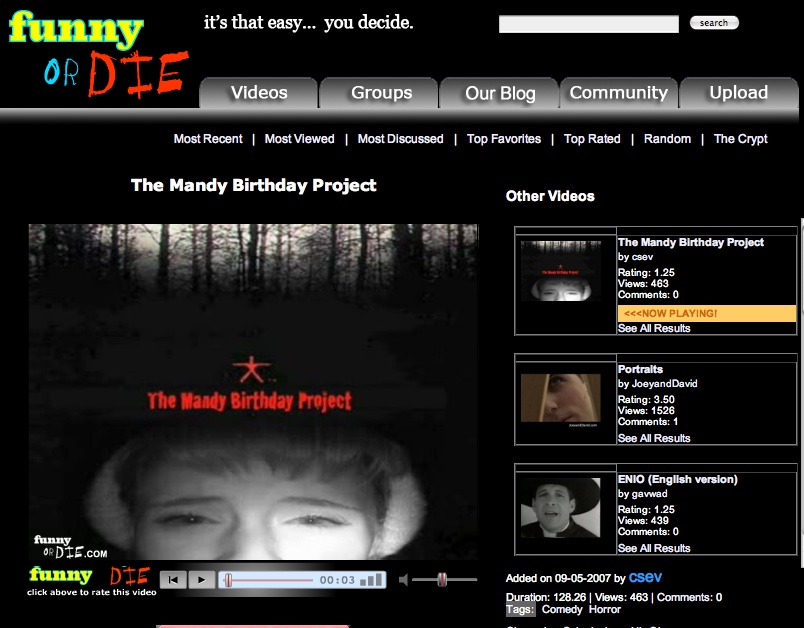 funny
OR DIE
it's that easy... you decide.
search
Videos
Groups
Our Blog
Community
Upload
Most Recent | Most Viewed | Most Discussed | Top Favorites | Top Rated | Random | The Crypt
The Mandy Birthday Project
The Mandy Birthday Project
funny
OR DIE.COM
funny DIE
click above to rate this video
00:03
Other Videos
The Mandy Birthday Project
The Mandy Birthday Project
by csev
Rating: 1.25
Views: 463
Comments: 0
<<<NOW PLAYING!
See All Results
Portraits
by JoeyandDavid
Rating: 3.50
Views: 1526
Comments: 1
See All Results
JoeyandDavid.com
ENIO (English version)
by gavwad
Rating: 1.25
Views: 439
Comments: 0
See All Results
Added on 09-05-2007 by csev
Duration: 128.26 | Views: 463 | Comments: 0
Tags: Comedy Horror